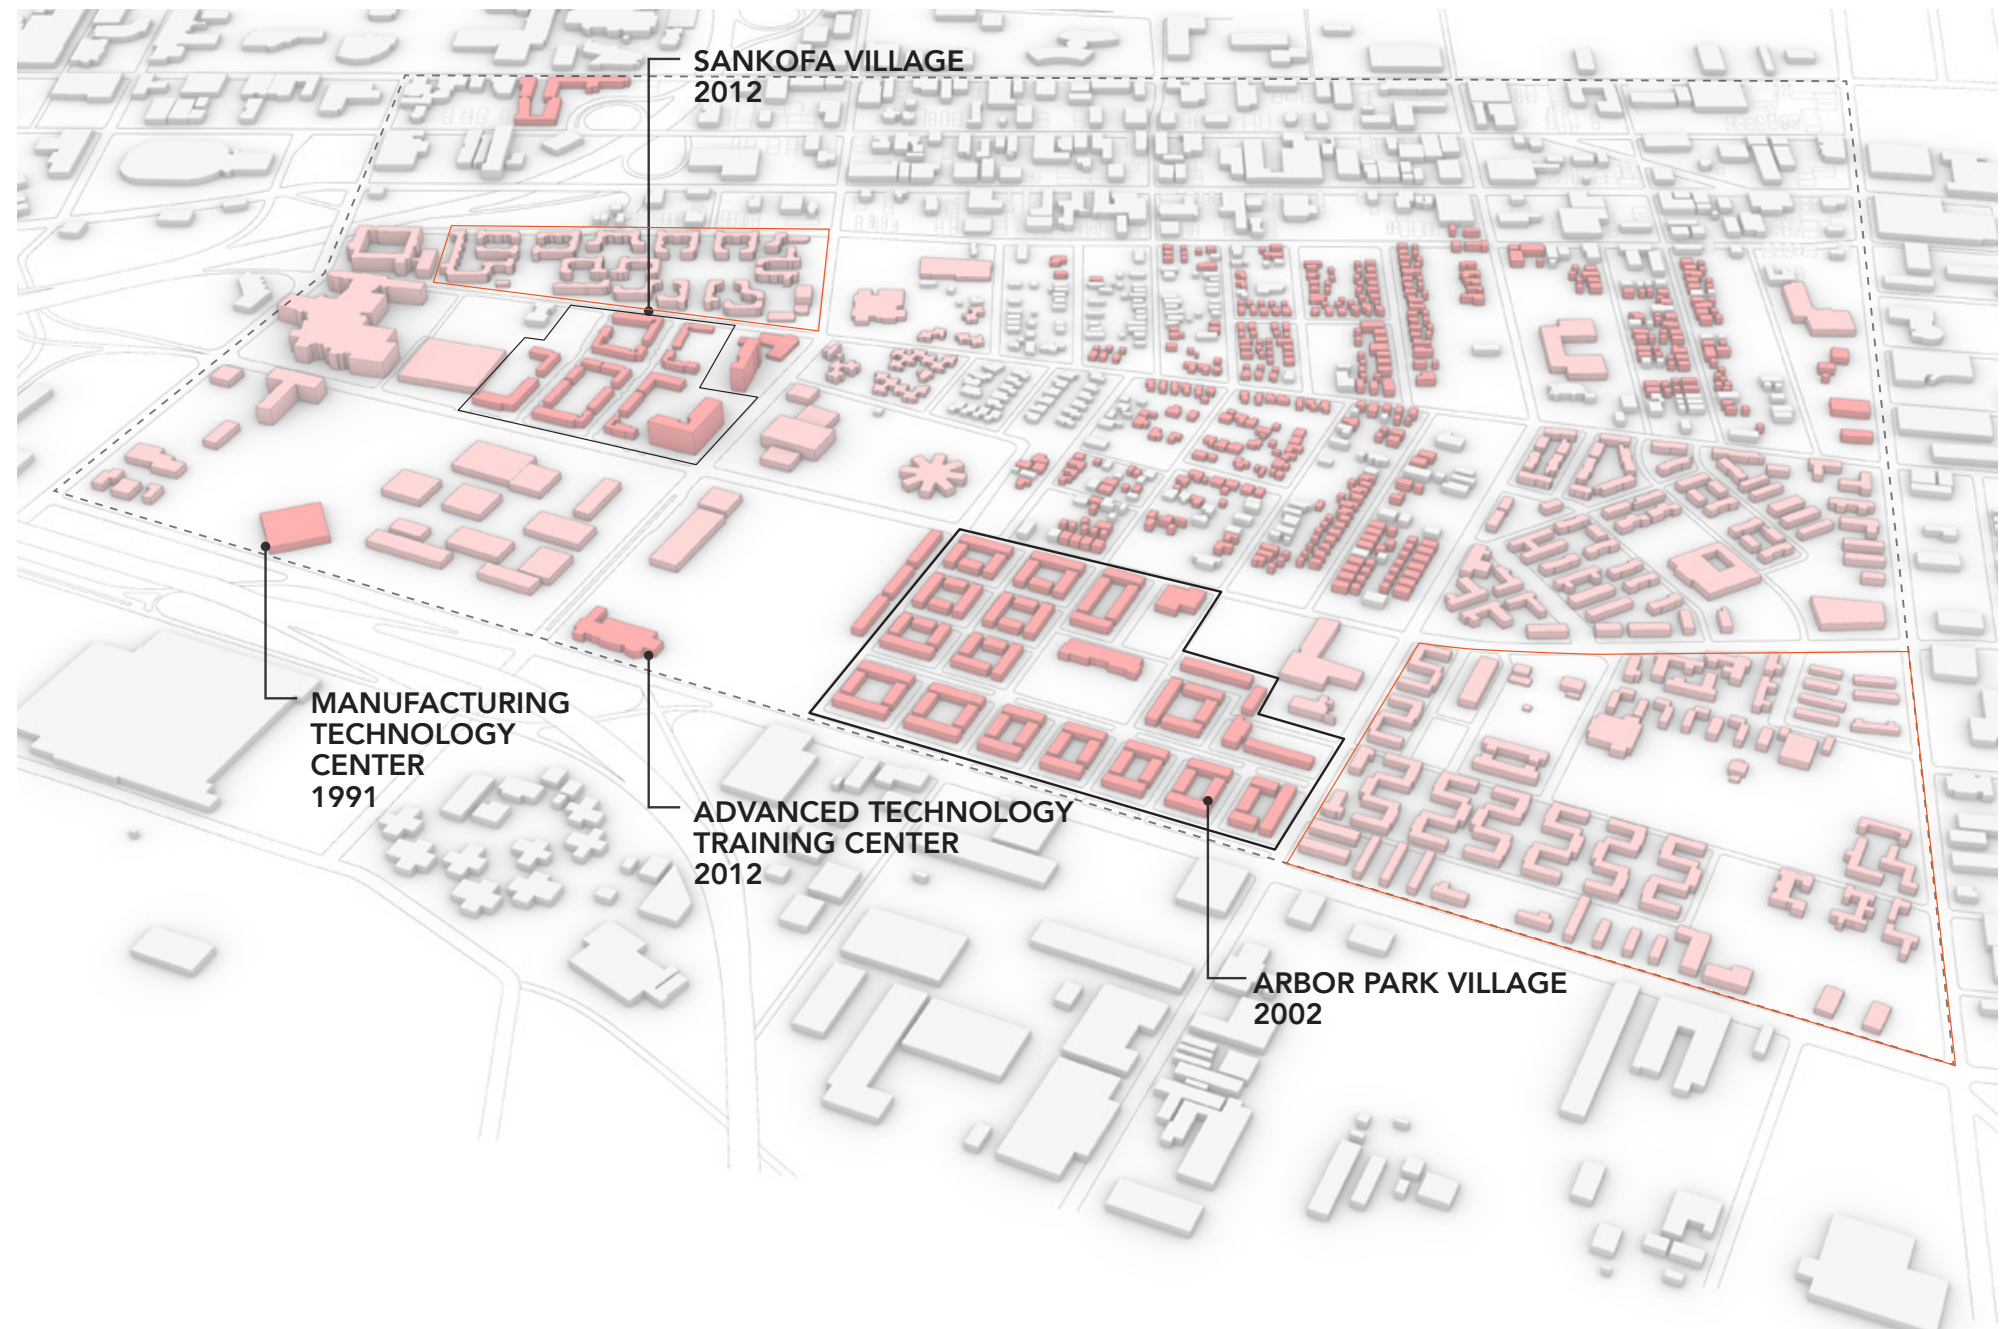 SANKOFA VILLAGE
2012
MANUFACTURING
TECHNOLOGY
CENTER
1991
ADVANCED TECHNOLOGY
TRAINING CENTER
2012
ARBOR PARK VILLAGE
2002